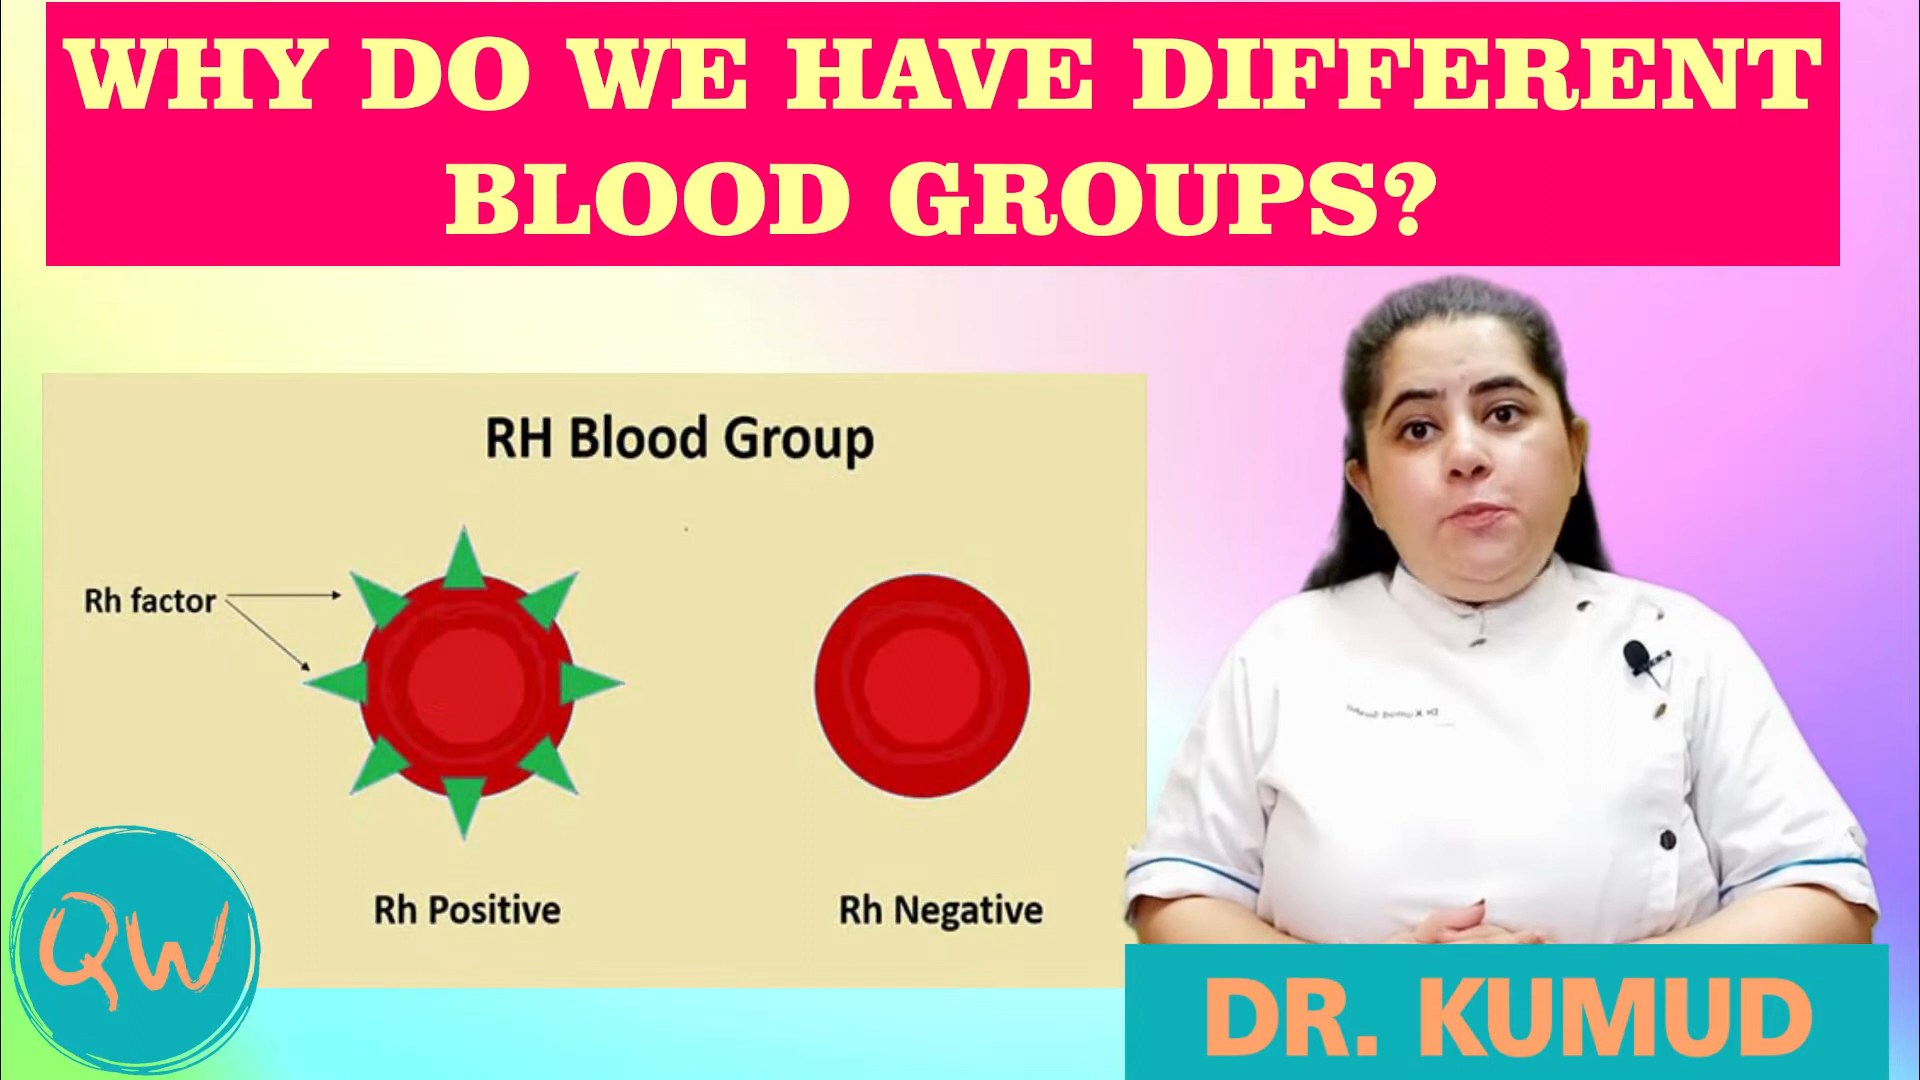 WHY DO WE HAVE DIFFERENT
BLOOD GROUPS?
RH Blood Group
Rh factor
Rh Positive
Rh Negative
QW
DR. KUMUD